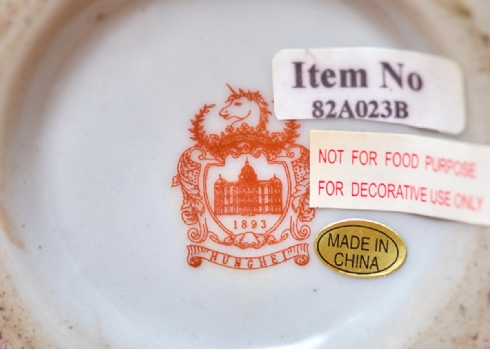 Item No
82A023B
NOT FOR FOOD PURPOSE
FOR DECORATIVE USE ONLY
1893
"HUNGHEI"
MADE IN
CHINA